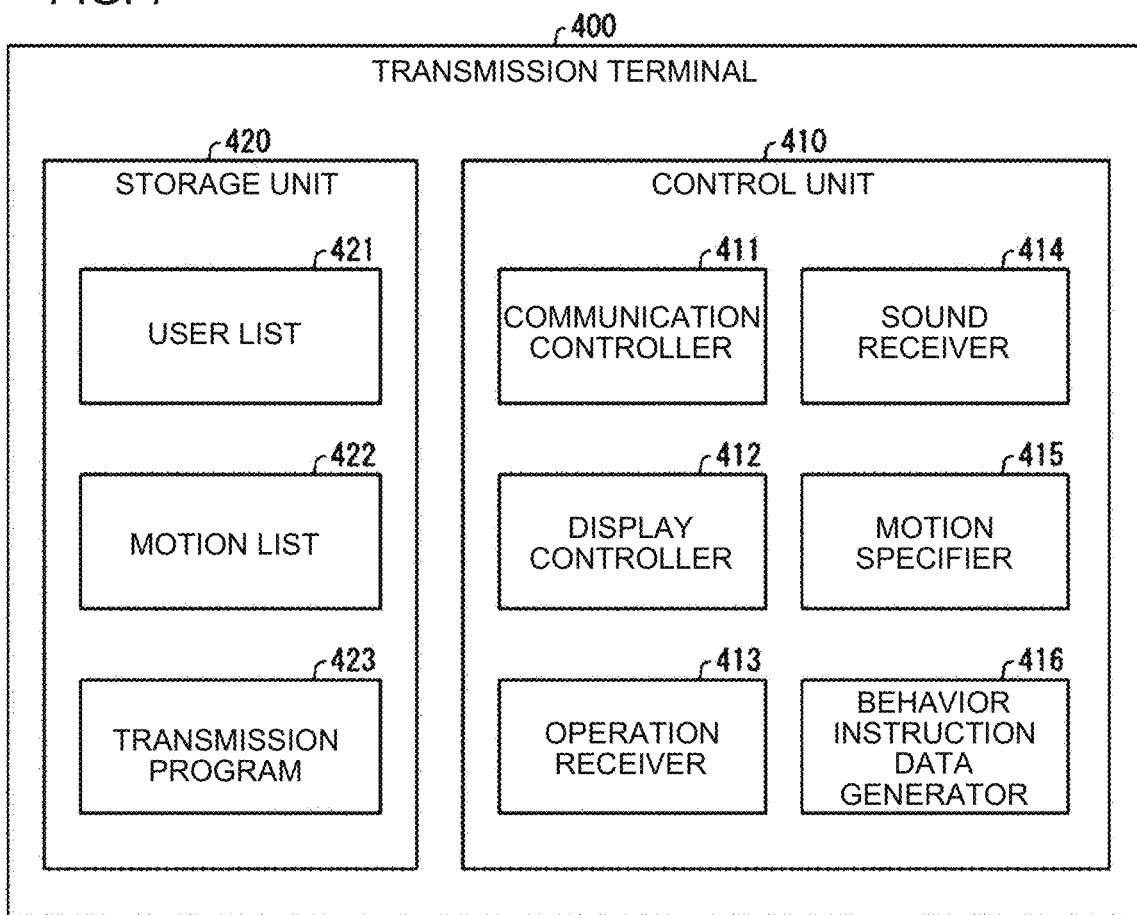 400
TRANSMISSION TERMINAL
420
STORAGE UNIT
421
USER LIST
422
MOTION LIST
423
TRANSMISSION
PROGRAM
410
CONTROL UNIT
411
COMMUNICATION
CONTROLLER
414
SOUND
RECEIVER
412
DISPLAY
CONTROLLER
415
MOTION
SPECIFIER
413
OPERATION
RECEIVER
416
BEHAVIOR
INSTRUCTION
DATA
GENERATOR